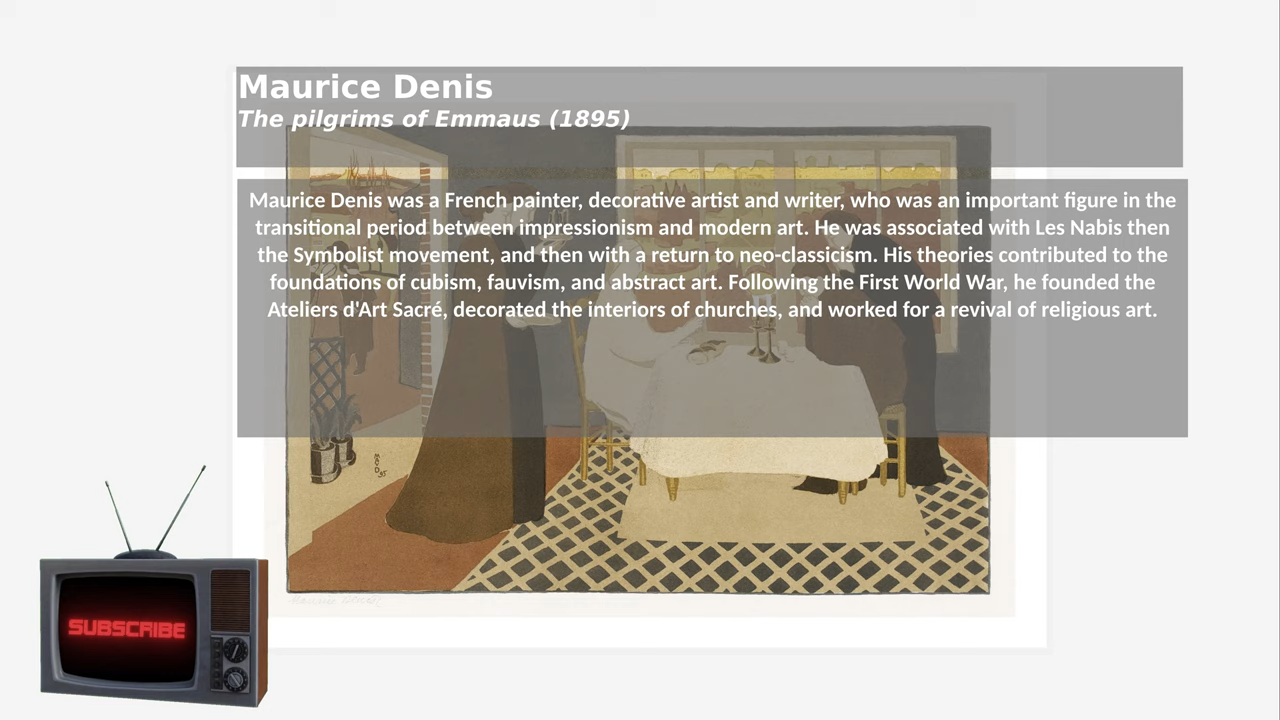 Maurice Denis
The pilgrims of Emmaus (1895)
Maurice Denis was a French painter, decorative artist and writer, who was an important figure in the
transitional period between impressionism and modern art. He was associated with Les Nabis then
the Symbolist movement, and then with a return to neo-classicism. His theories contributed to the
foundations of cubism, fauvism, and abstract art. Following the First World War, he founded the
Ateliers d'Art Sacré, decorated the interiors of churches, and worked for a revival of religious art.
SUBSCRIBE